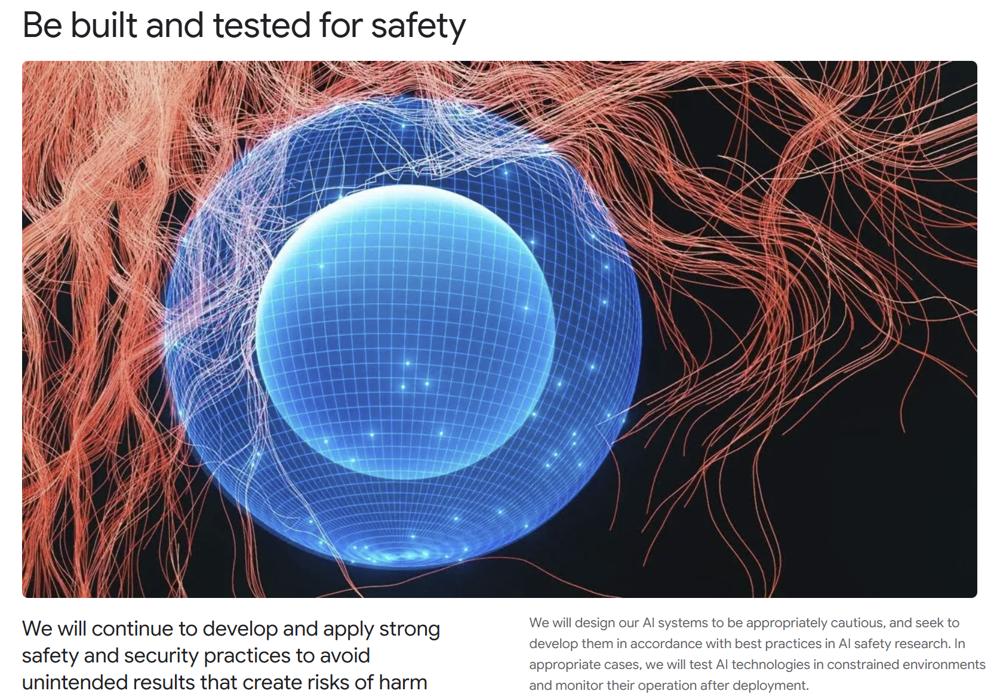 Be built and tested for safety
We will continue to develop and apply strong
safety and security practices to avoid
unintended results that create risks of harm
We will design our AI systems to be appropriately cautious, and seek to
develop them in accordance with best practices in AI safety research. In
appropriate cases, we will test AI technologies in constrained environments
and monitor their operation after deployment.